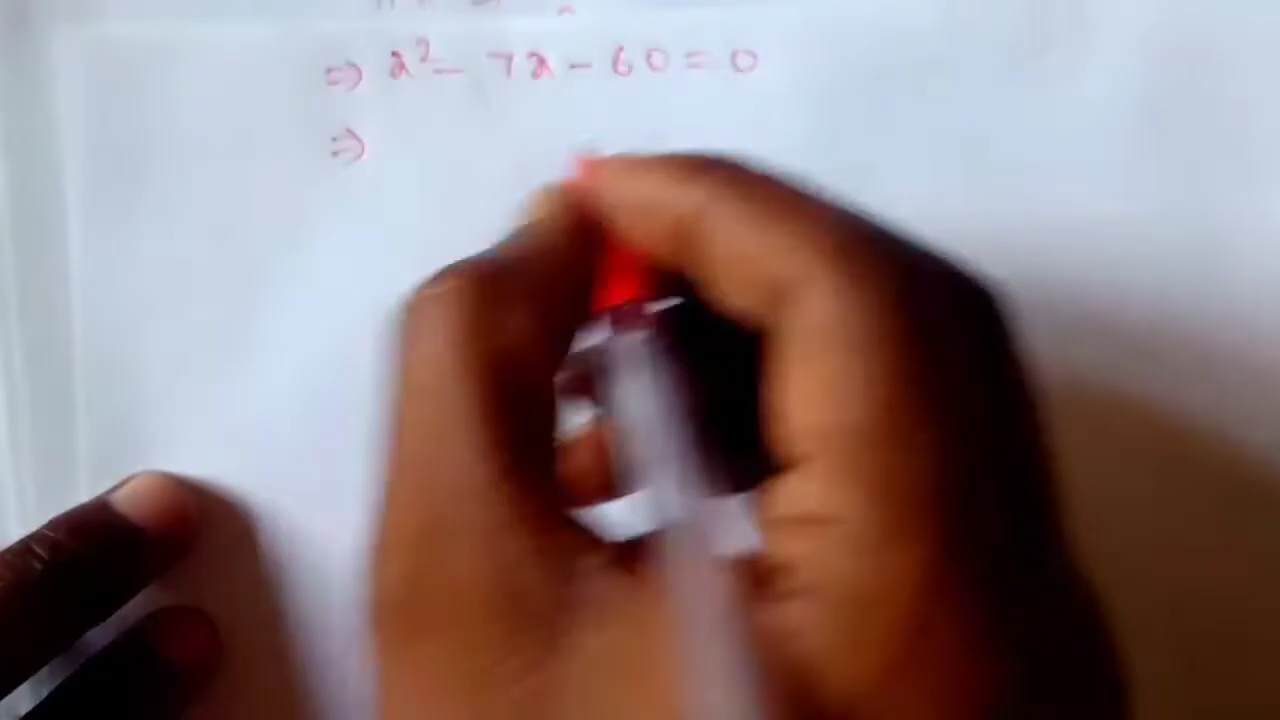 ⇒ x² - 7x - 60 = 0
⇒